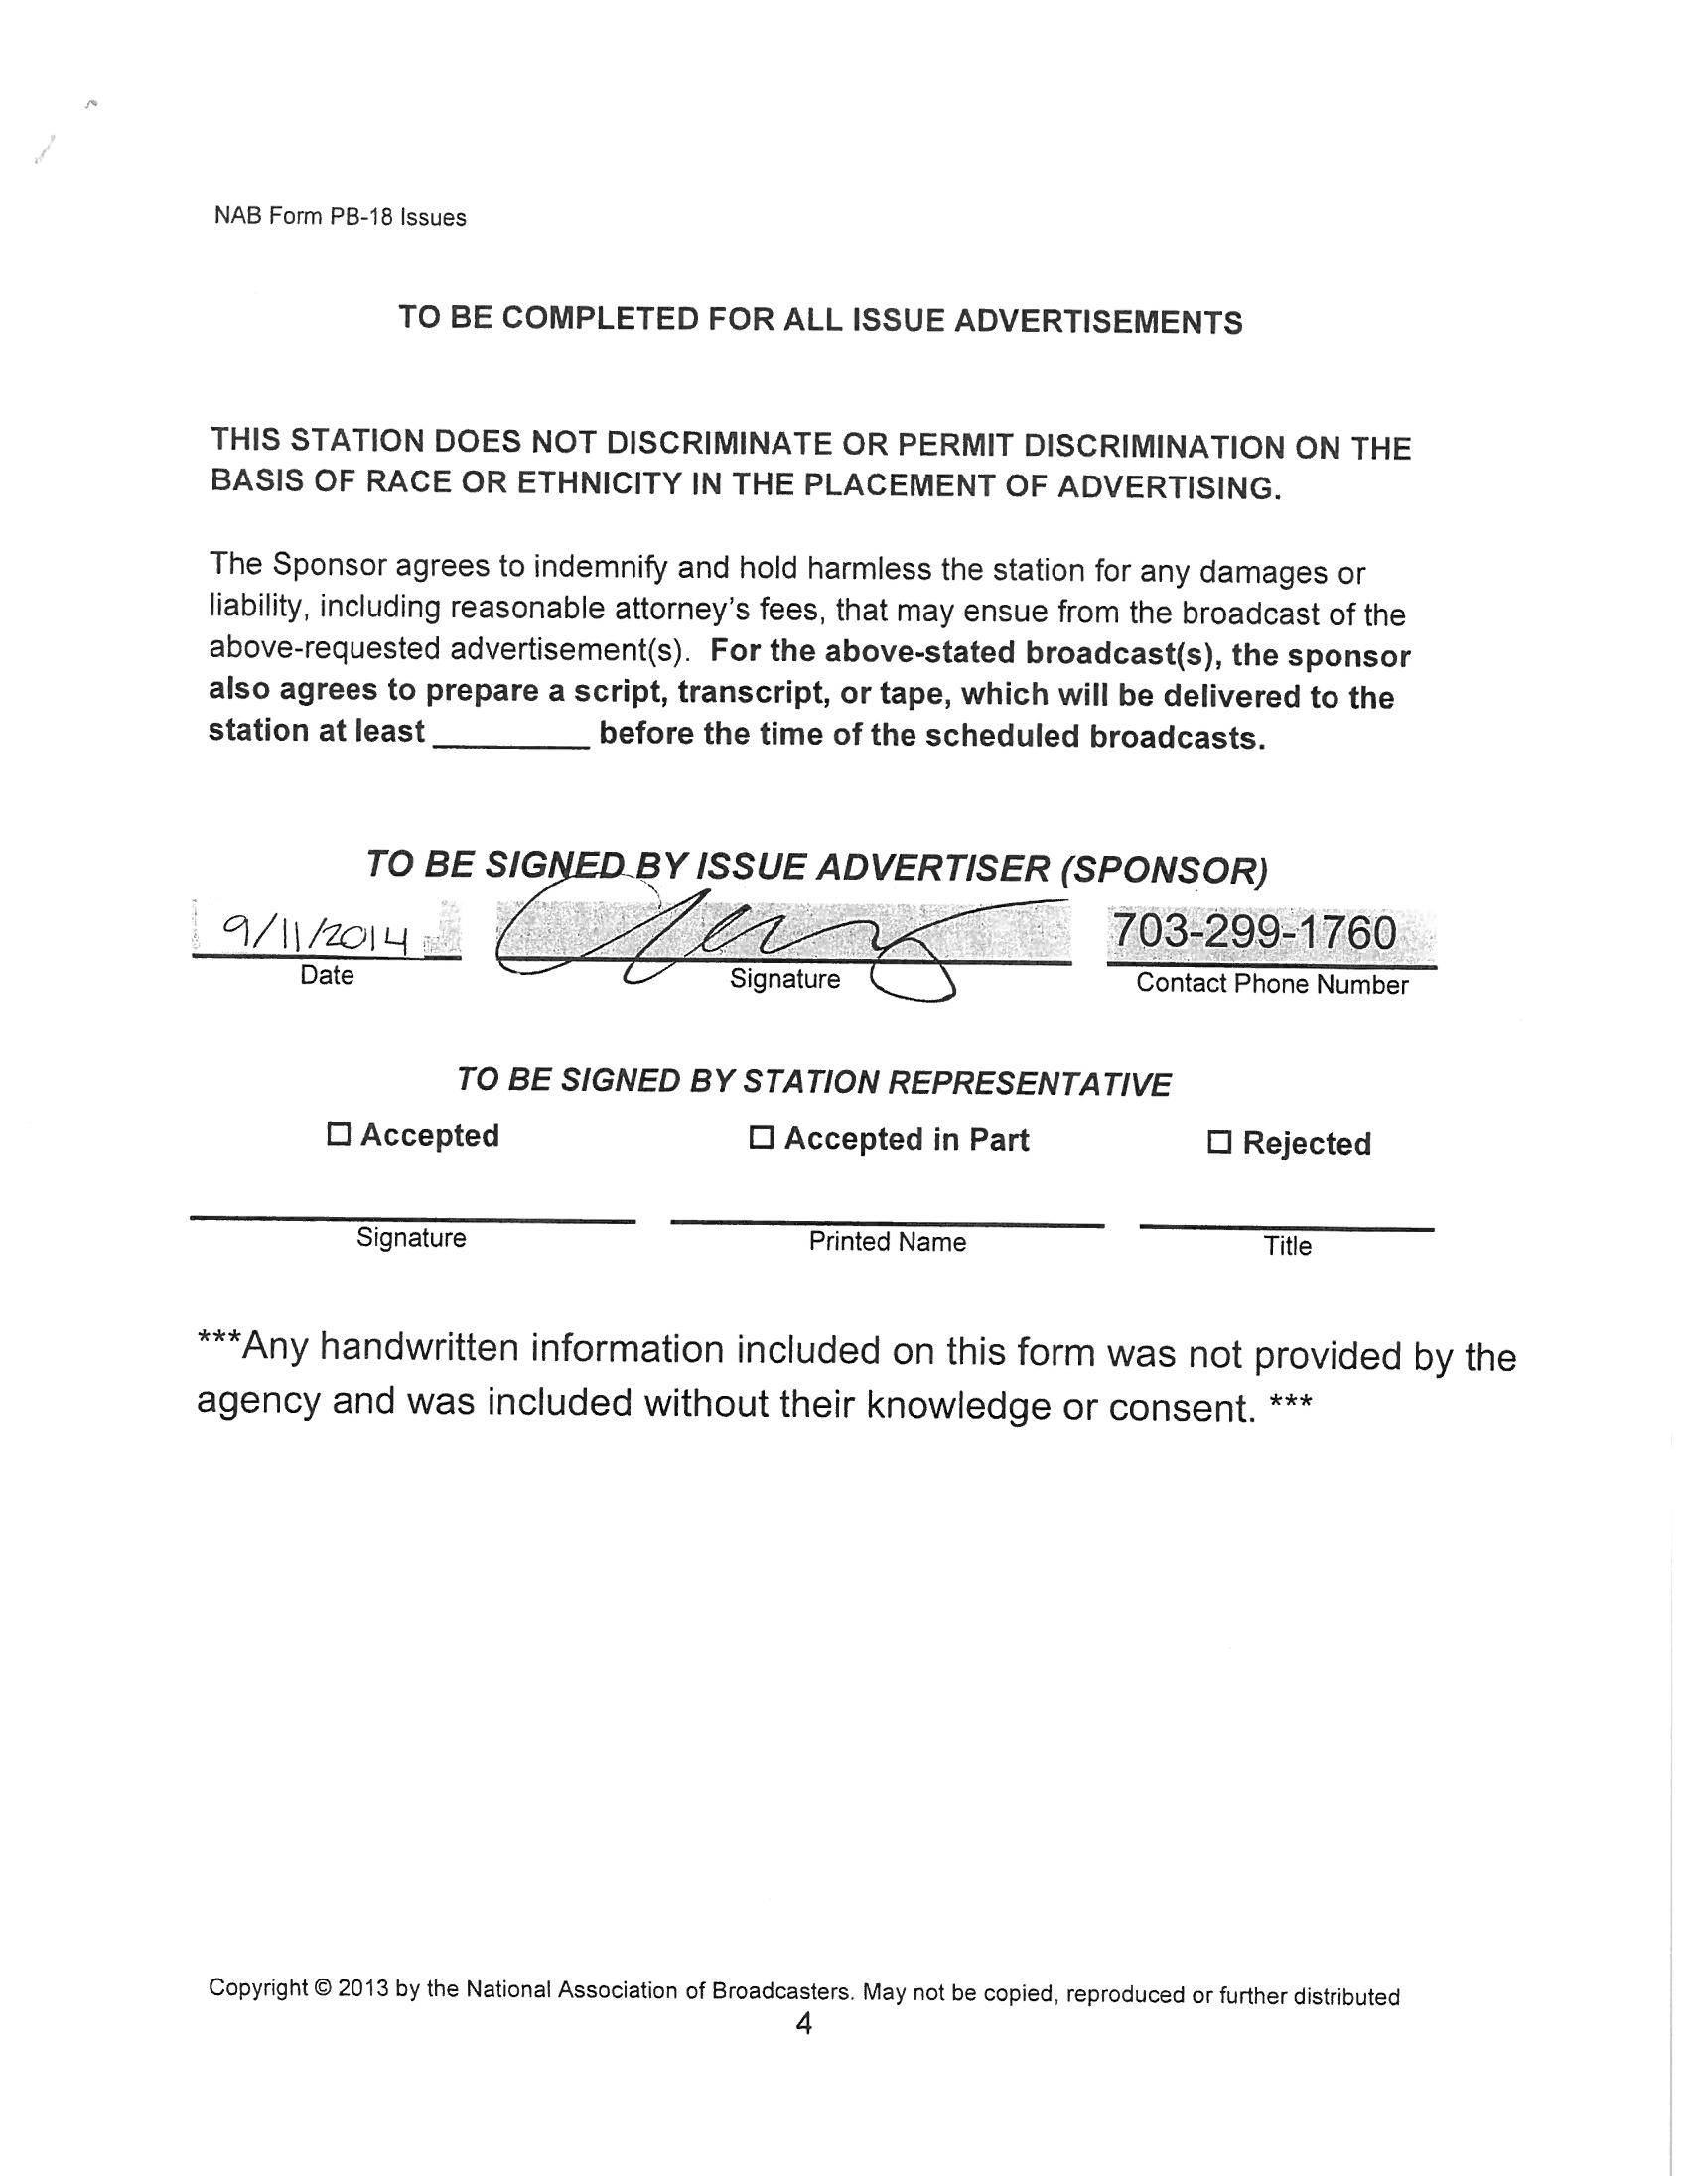 NAB Form PB-18 Issues
TO BE COMPLETED FOR ALL ISSUE ADVERTISEMENTS
THIS STATION DOES NOT DISCRIMINATE OR PERMIT DISCRIMINATION ON THE
BASIS OF RACE OR ETHNICITY IN THE PLACEMENT OF ADVERTISING.
The Sponsor agrees to indemnify and hold harmless the station for any damages or
liability, including reasonable attorney's fees, that may ensue from the broadcast of the
above-requested advertisement(s). For the above-stated broadcast(s), the sponsor
also agrees to prepare a script, transcript, or tape, which will be delivered to the
station at least _________ before the time of the scheduled broadcasts.
TO BE SIGNED BY ISSUE ADVERTISER (SPONSOR)
9/11/2014 703-299-1760
Date Signature Contact Phone Number
TO BE SIGNED BY STATION REPRESENTATIVE
☐ Accepted ☐ Accepted in Part ☐ Rejected
Signature Printed Name Title
***Any handwritten information included on this form was not provided by the
agency and was included without their knowledge or consent. ***
Copyright © 2013 by the National Association of Broadcasters. May not be copied, reproduced or further distributed
4